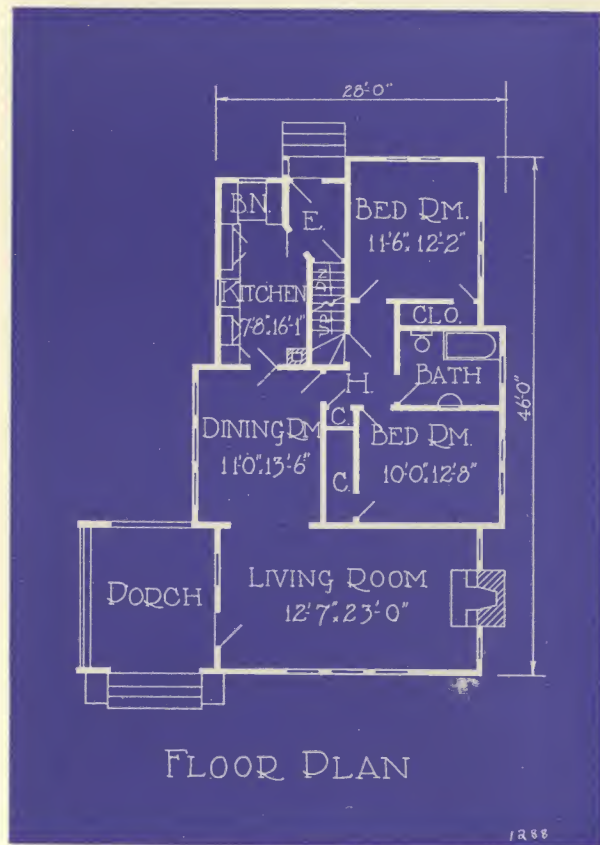 28'-0"
BN.
E.
BED RM.
11'-6" x 12'-2"
KITCHEN
7'-8" x 16'-1"
UP
DN
CLO.
BATH
H.
46'-0"
DINING RM
11'-0" x 13'-6"
C.
BED RM.
10'-0" x 12'-8"
C.
PORCH
LIVING ROOM
12'-7" x 23'-0"
FLOOR PLAN
1288